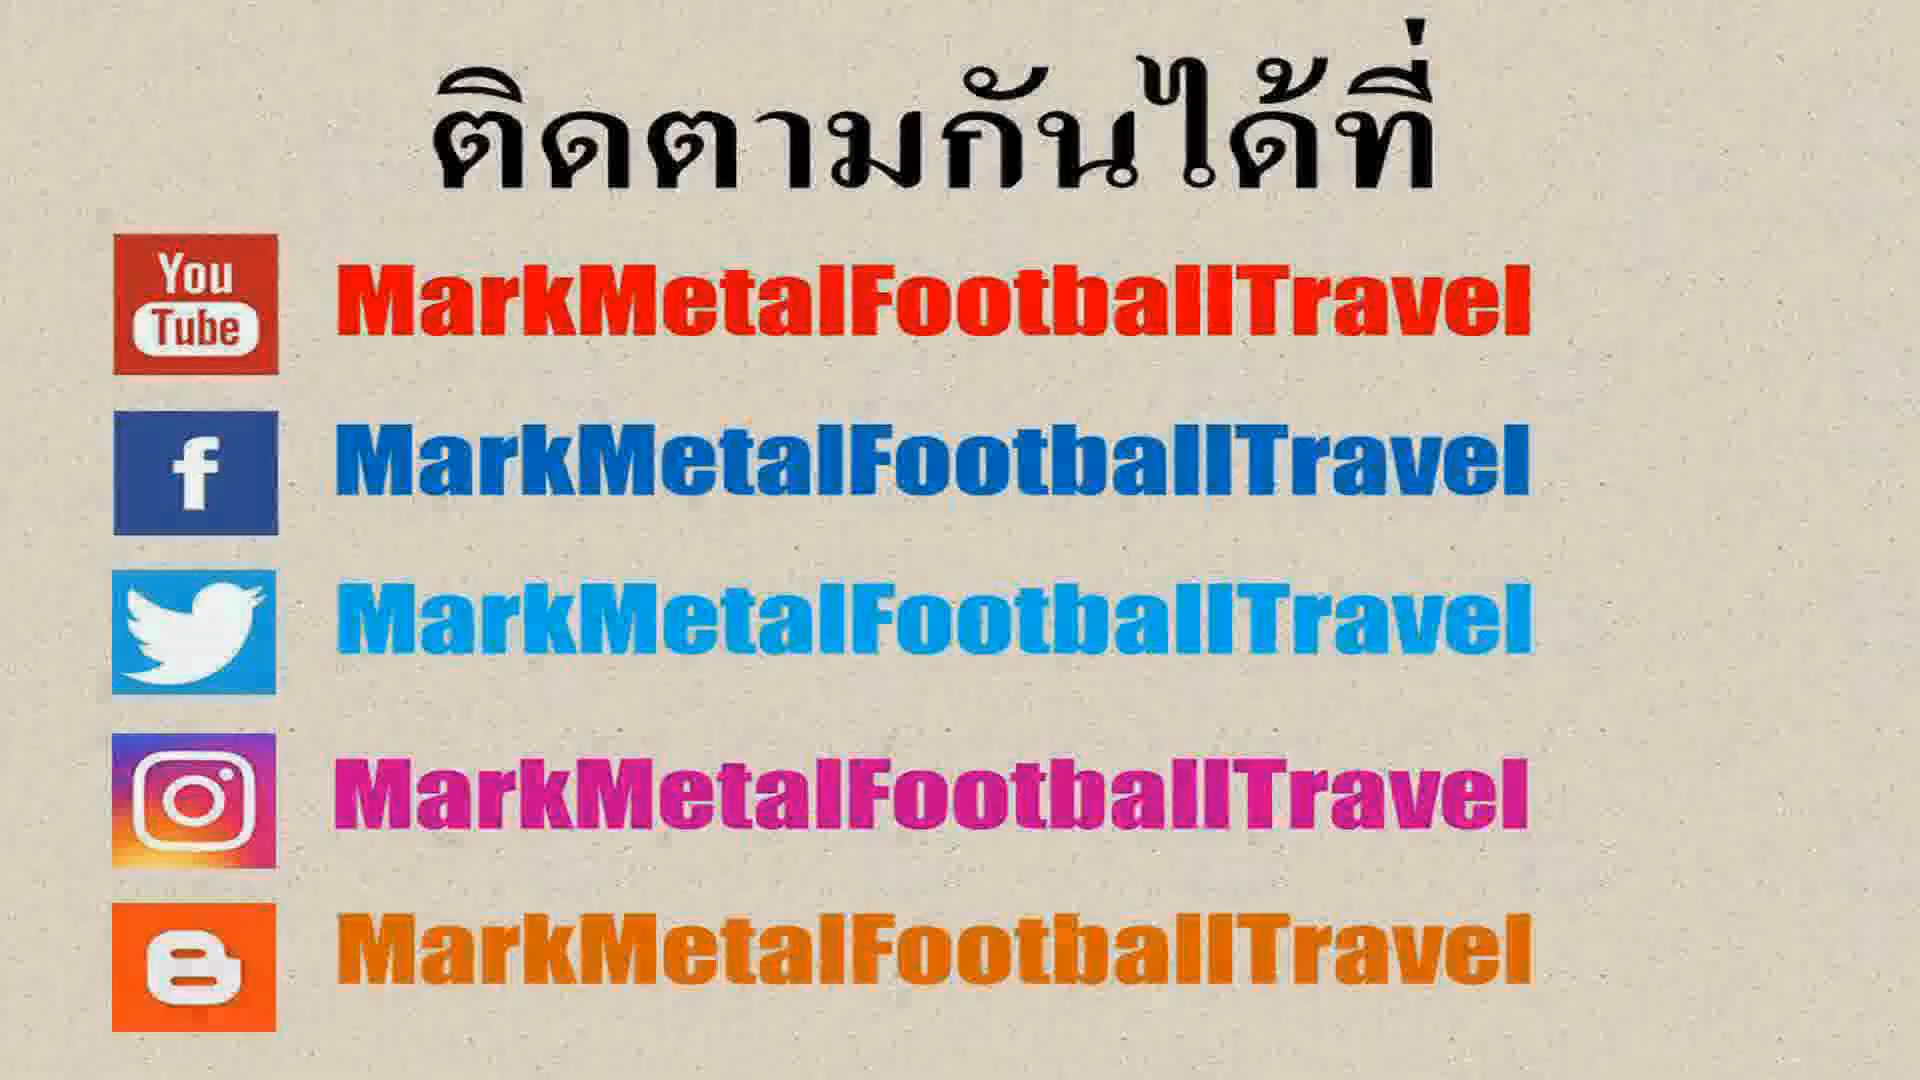 ติดตามกันได้ที่
You
Tube
MarkMetalFootballTravel
f
MarkMetalFootballTravel
MarkMetalFootballTravel
MarkMetalFootballTravel
B
MarkMetalFootballTravel